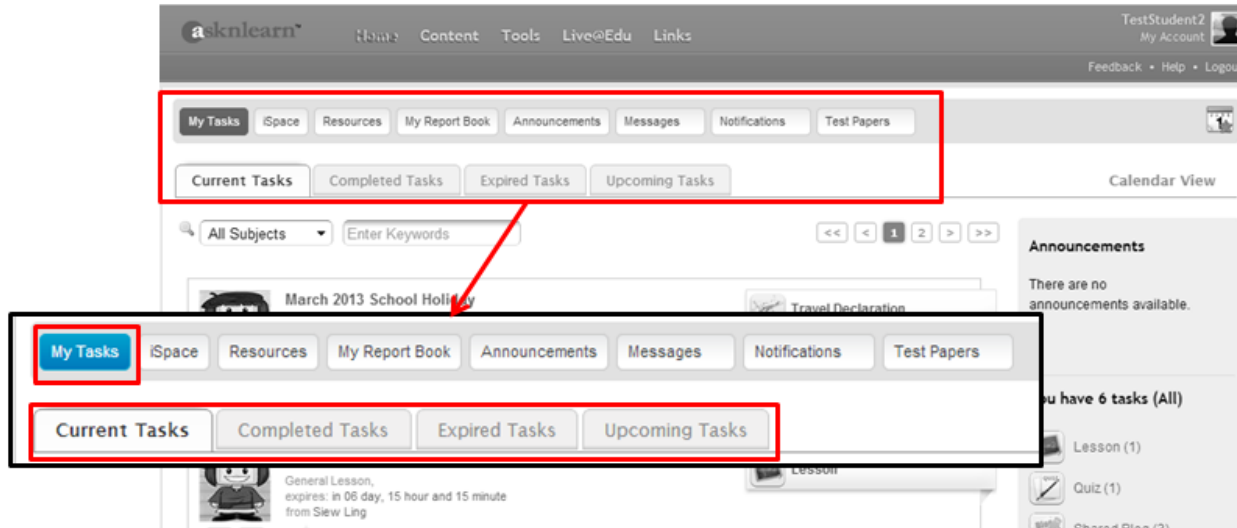 asknlearn
Home Content Tools Live@Edu Links
TestStudent2
My Account
Feedback • Help • Logou
My Tasks iSpace Resources My Report Book Announcements Messages Notifications Test Papers
Current Tasks Completed Tasks Expired Tasks Upcoming Tasks
Calendar View
All Subjects Enter Keywords << < 1 2 > >>
Announcements
There are no
announcements available.
March 2013 School Holiday
Travel Declaration
My Tasks iSpace Resources My Report Book Announcements Messages Notifications Test Papers
Current Tasks Completed Tasks Expired Tasks Upcoming Tasks
ou have 6 tasks (All)
Lesson (1)
Quiz (1)
Shared Blog (2)
Lesson
General Lesson,
expires: in 06 day, 15 hour and 15 minute
from Siew Ling